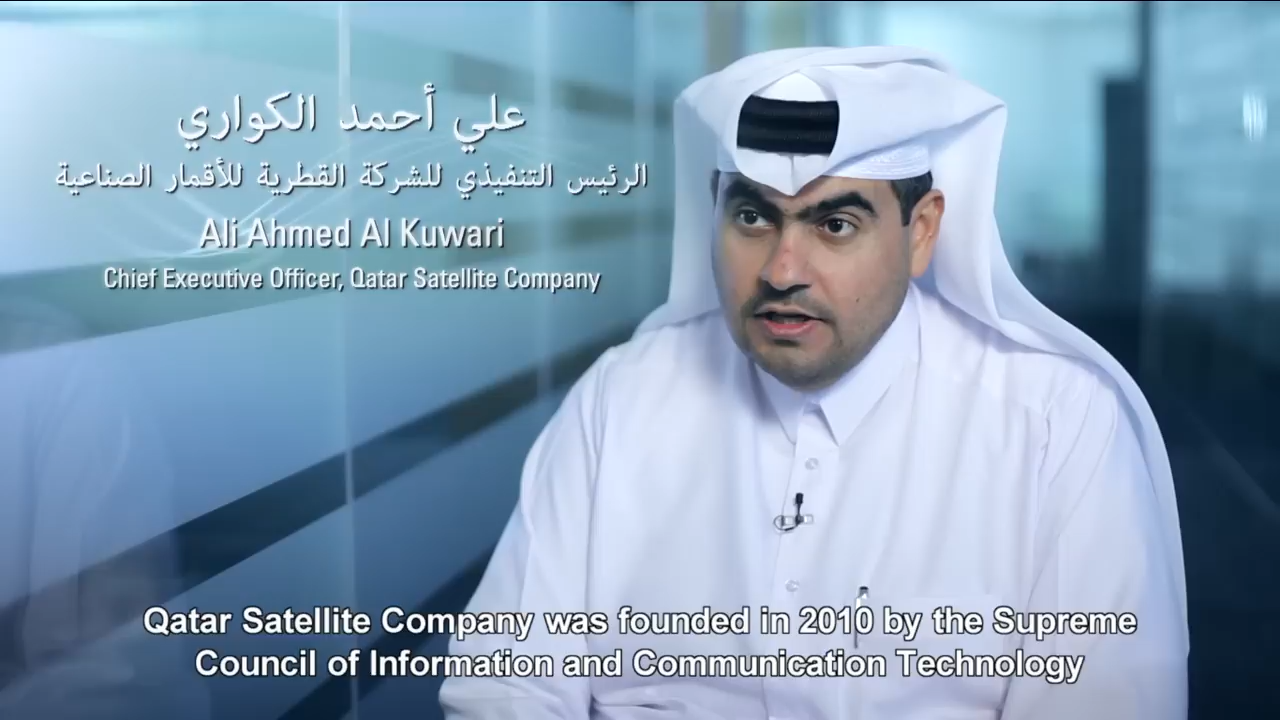 علي أحمد الكواري
الرئيس التنفيذي للشركة القطرية للأقمار الصناعية
Ali Ahmed Al Kuwari
Chief Executive Officer, Qatar Satellite Company
Qatar Satellite Company was founded in 2010 by the Supreme
Council of Information and Communication Technology